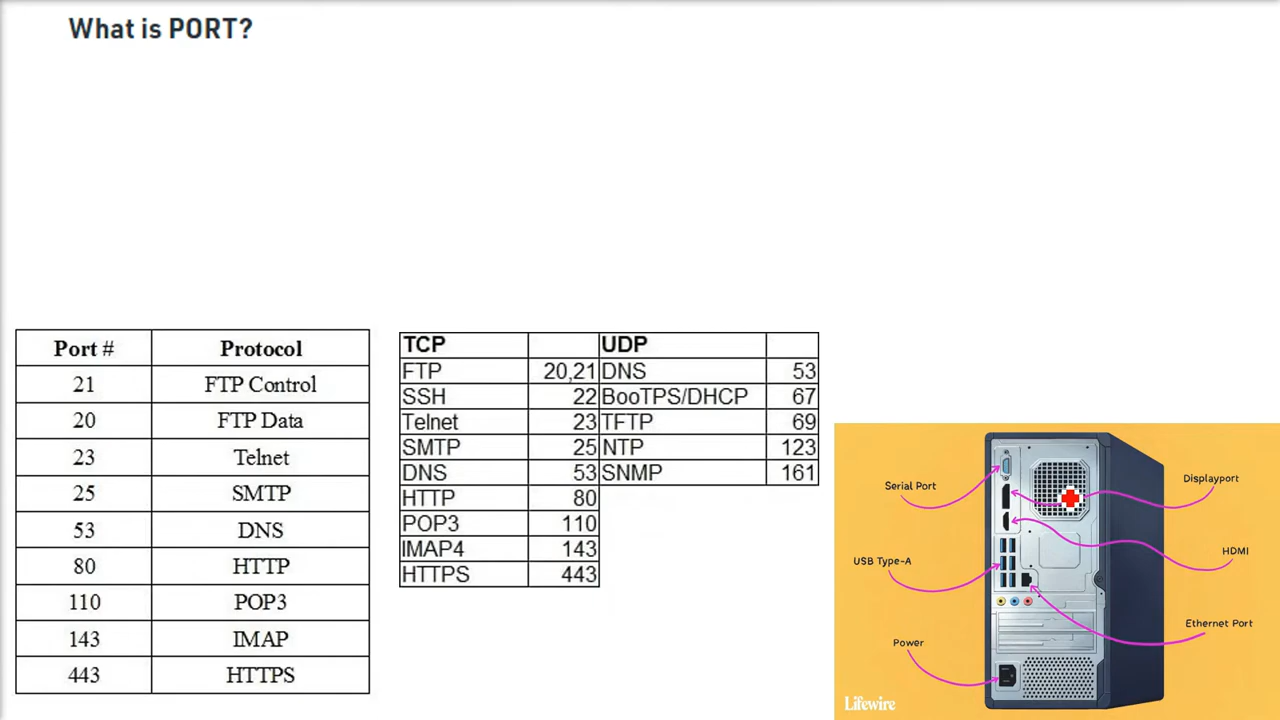 What is PORT?
Port # Protocol
21 FTP Control
20 FTP Data
23 Telnet
25 SMTP
53 DNS
80 HTTP
110 POP3
143 IMAP
443 HTTPS
TCP UDP
FTP 20,21 DNS 53
SSH 22 BooTPS/DHCP 67
Telnet 23 TFTP 69
SMTP 25 NTP 123
DNS 53 SNMP 161
HTTP 80
POP3 110
IMAP4 143
HTTPS 443
Serial Port
Displayport
USB Type-A
HDMI
Ethernet Port
Power
Lifewire